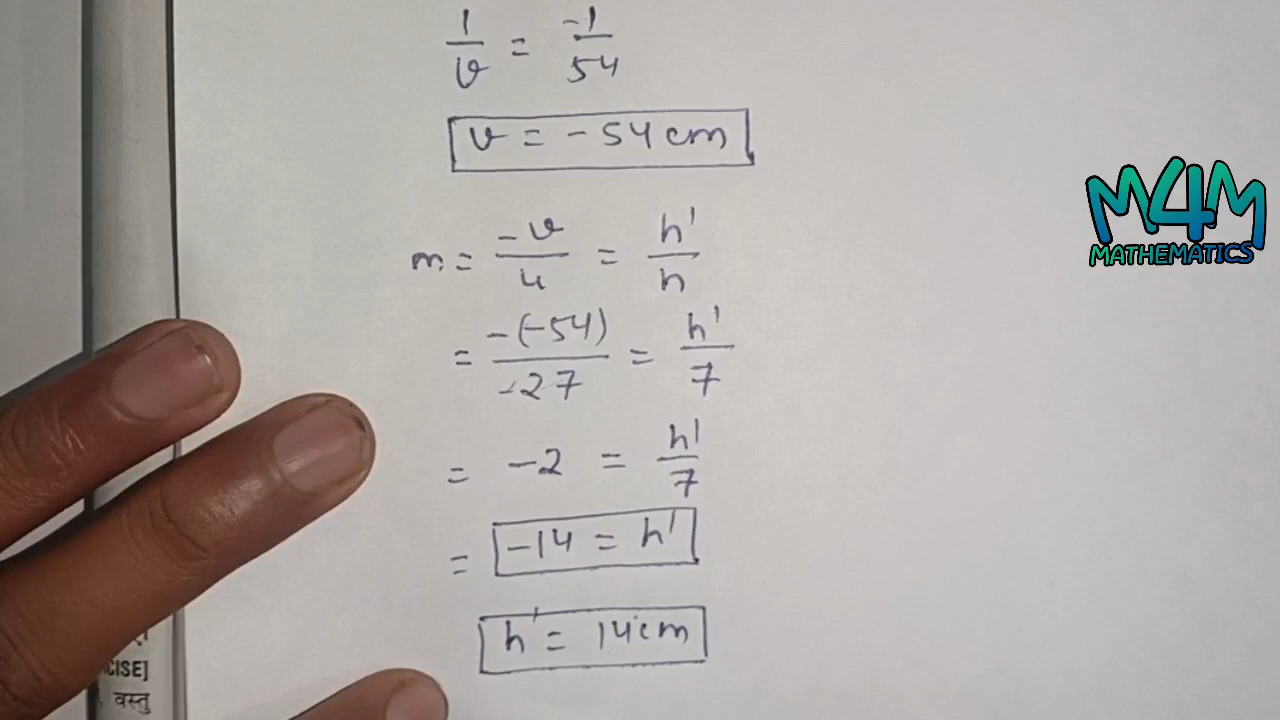 1/v = -1/54
v = -54 cm
m = -v/u = h'/h
= -(-54)/-27 = h'/7
= -2 = h'/7
= -14 = h'
h' = 14 cm
M4M
MATHEMATICS
CISE]
वस्तु